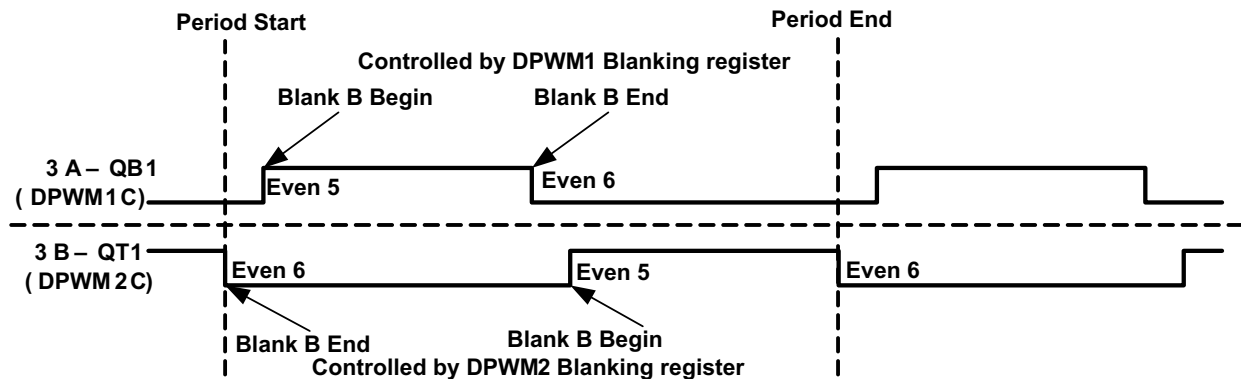 Period Start
Period End
Controlled by DPWM1 Blanking register
Blank B Begin
Blank B End
3 A – QB1
( DPWM1C)
Even 5
Even 6
3 B – QT1
( DPWM 2C)
Even 6
Even 5
Even 6
Blank B End
Blank B Begin
Controlled by DPWM2 Blanking register